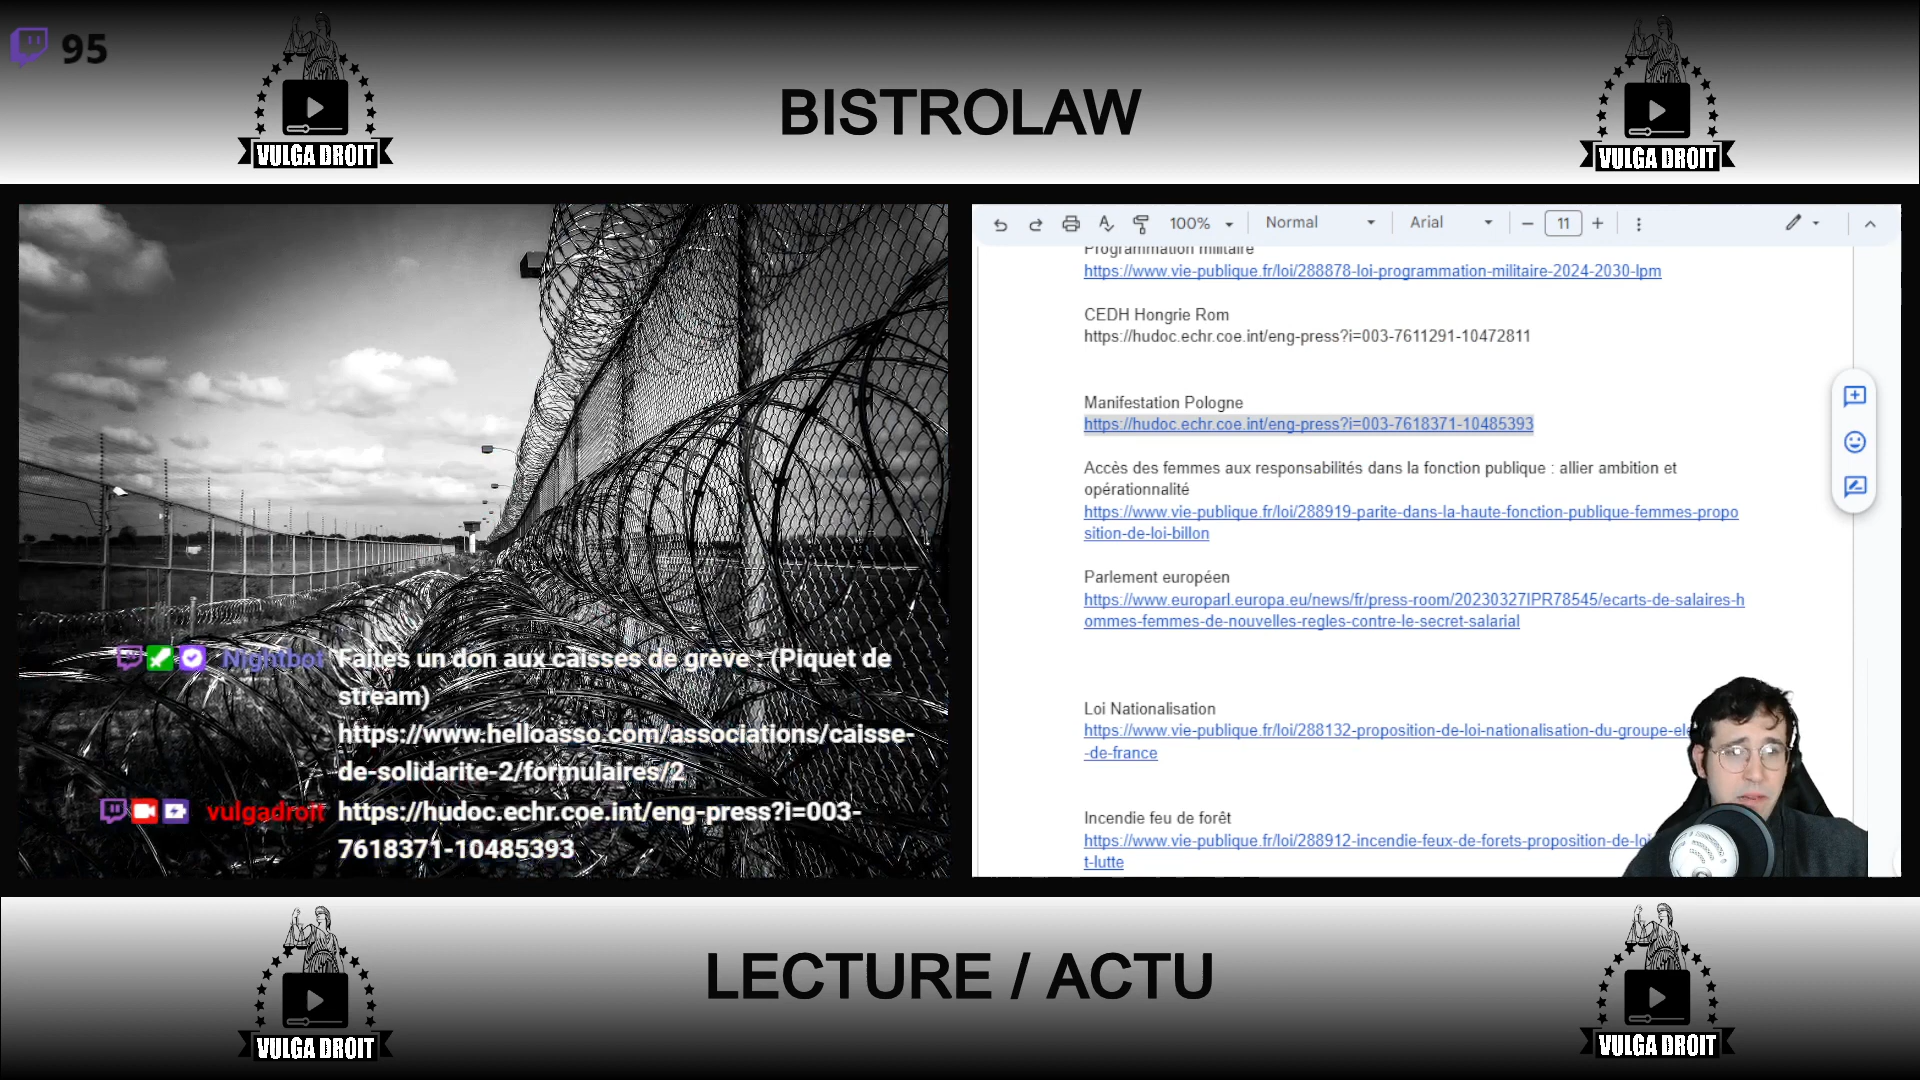 95
VULGA DROIT
BISTROLAW
VULGA DROIT
100%
Normal
Arial
11
Programmation militaire
https://www.vie-publique.fr/loi/288878-loi-programmation-militaire-2024-2030-lpm
CEDH Hongrie Rom
https://hudoc.echr.coe.int/eng-press?i=003-7611291-10472811
Manifestation Pologne
https://hudoc.echr.coe.int/eng-press?i=003-7618371-10485393
Accès des femmes aux responsabilités dans la fonction publique : allier ambition et
opérationnalité
https://www.vie-publique.fr/loi/288919-parite-dans-la-haute-fonction-publique-femmes-propo
sition-de-loi-billon
Parlement européen
https://www.europarl.europa.eu/news/fr/press-room/20230327IPR78545/ecarts-de-salaires-h
ommes-femmes-de-nouvelles-regles-contre-le-secret-salarial
Loi Nationalisation
https://www.vie-publique.fr/loi/288132-proposition-de-loi-nationalisation-du-groupe-ele
-de-france
Incendie feu de forêt
https://www.vie-publique.fr/loi/288912-incendie-feux-de-forets-proposition-de-loi
t-lutte
Nightbot Faites un don aux caisses de grève : (Piquet de
stream)
https://www.helloasso.com/associations/caisse-
de-solidarite-2/formulaires/2
vulgadroit https://hudoc.echr.coe.int/eng-press?i=003-
7618371-10485393
VULGA DROIT
LECTURE / ACTU
VULGA DROIT